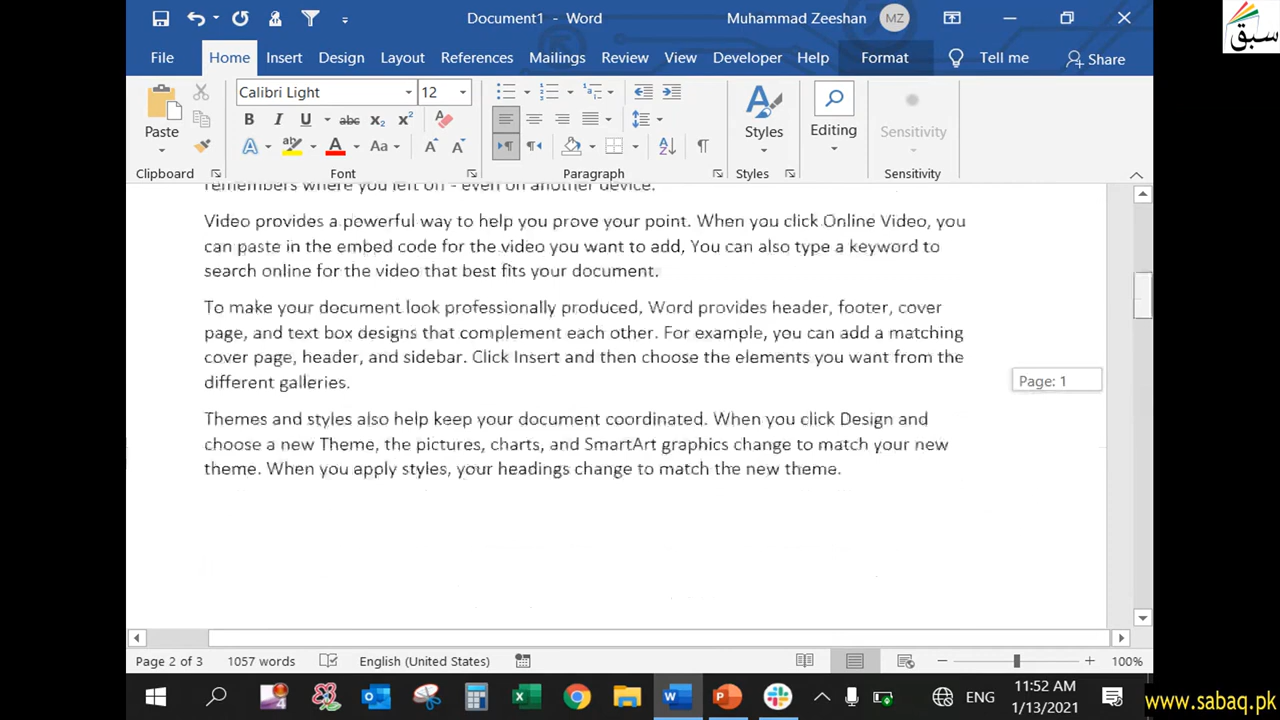 Document1 - Word
Muhammad Zeeshan
MZ
سبق
File
Home
Insert
Design
Layout
References
Mailings
Review
View
Developer
Help
Format
Tell me
Share
Calibri Light
12
Paste
Styles
Editing
Sensitivity
Clipboard
Font
Paragraph
Styles
Sensitivity
remembers where you left off - even on another device.
Video provides a powerful way to help you prove your point. When you click Online Video, you
can paste in the embed code for the video you want to add, You can also type a keyword to
search online for the video that best fits your document.
To make your document look professionally produced, Word provides header, footer, cover
page, and text box designs that complement each other. For example, you can add a matching
cover page, header, and sidebar. Click Insert and then choose the elements you want from the
different galleries.
Page: 1
Themes and styles also help keep your document coordinated. When you click Design and
choose a new Theme, the pictures, charts, and SmartArt graphics change to match your new
theme. When you apply styles, your headings change to match the new theme.
Page 2 of 3
1057 words
English (United States)
100%
ENG
11:52 AM
1/13/2021
www.sabaq.pk